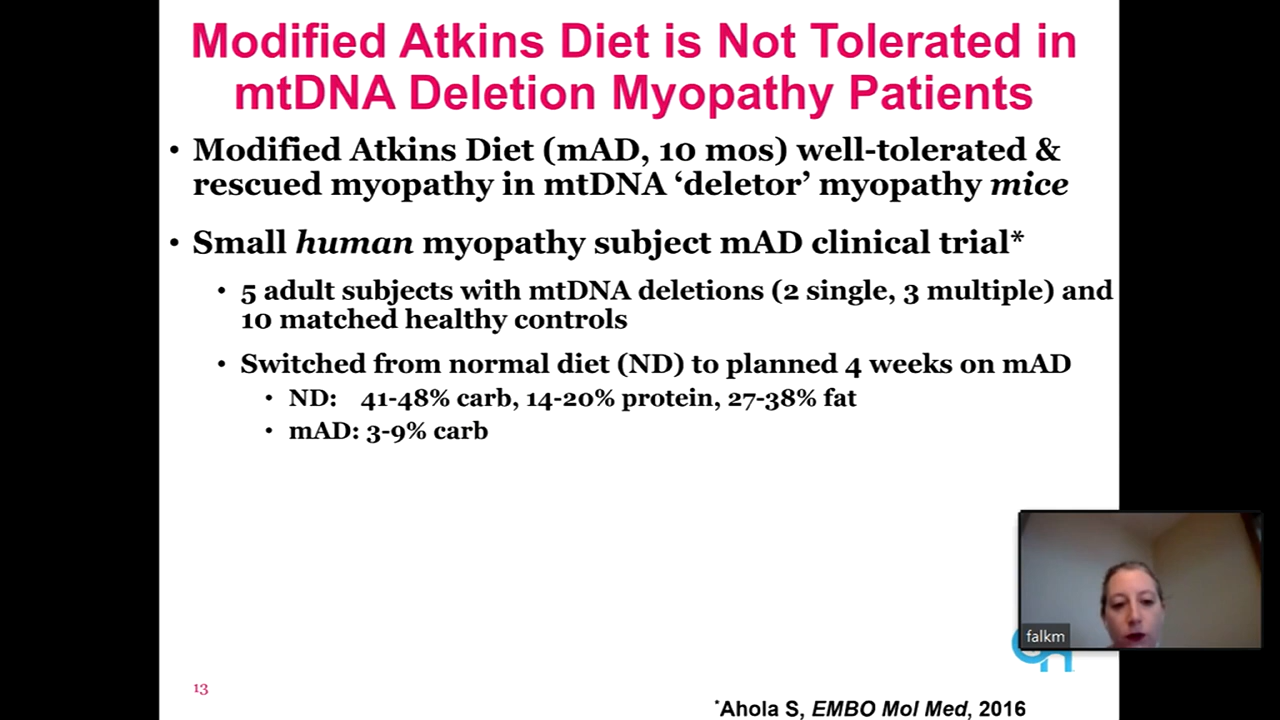 Modified Atkins Diet is Not Tolerated in
mtDNA Deletion Myopathy Patients
• Modified Atkins Diet (mAD, 10 mos) well-tolerated &
rescued myopathy in mtDNA ‘deletor’ myopathy mice
• Small human myopathy subject mAD clinical trial*
• 5 adult subjects with mtDNA deletions (2 single, 3 multiple) and
10 matched healthy controls
• Switched from normal diet (ND) to planned 4 weeks on mAD
• ND: 41-48% carb, 14-20% protein, 27-38% fat
• mAD: 3-9% carb
falkm
13
*Ahola S, EMBO Mol Med, 2016